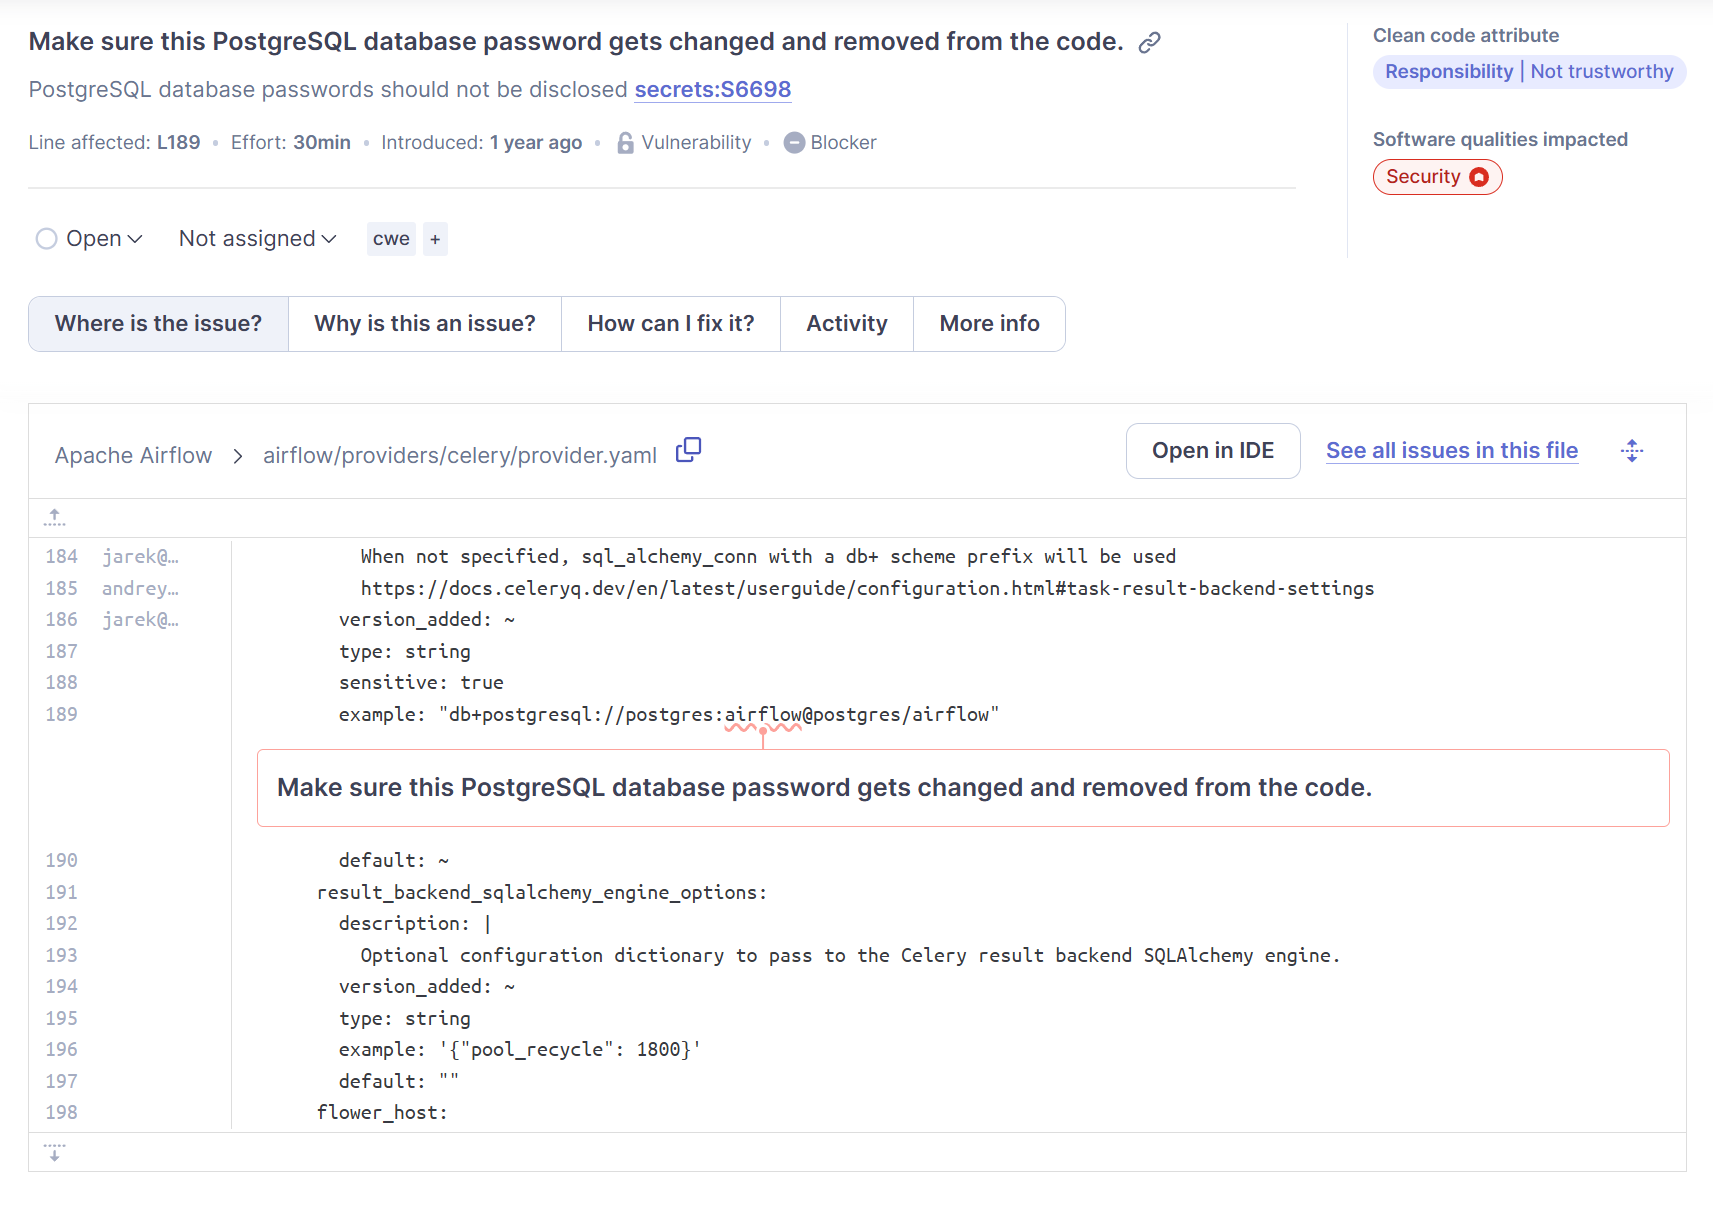 Make sure this PostgreSQL database password gets changed and removed from the code.
PostgreSQL database passwords should not be disclosed secrets:S6698
Line affected: L189 • Effort: 30min • Introduced: 1 year ago • Vulnerability • Blocker
Clean code attribute
Responsibility | Not trustworthy
Software qualities impacted
Security
Open Not assigned cwe +
Where is the issue? Why is this an issue? How can I fix it? Activity More info
Apache Airflow > airflow/providers/celery/provider.yaml Open in IDE See all issues in this file
184 jarek@… When not specified, sql_alchemy_conn with a db+ scheme prefix will be used
185 andrey… https://docs.celeryq.dev/en/latest/userguide/configuration.html#task-result-backend-settings
186 jarek@… version_added: ~
187 type: string
188 sensitive: true
189 example: "db+postgresql://postgres:airflow@postgres/airflow"
Make sure this PostgreSQL database password gets changed and removed from the code.
190 default: ~
191 result_backend_sqlalchemy_engine_options:
192 description: |
193 Optional configuration dictionary to pass to the Celery result backend SQLAlchemy engine.
194 version_added: ~
195 type: string
196 example: '{"pool_recycle": 1800}'
197 default: ""
198 flower_host: